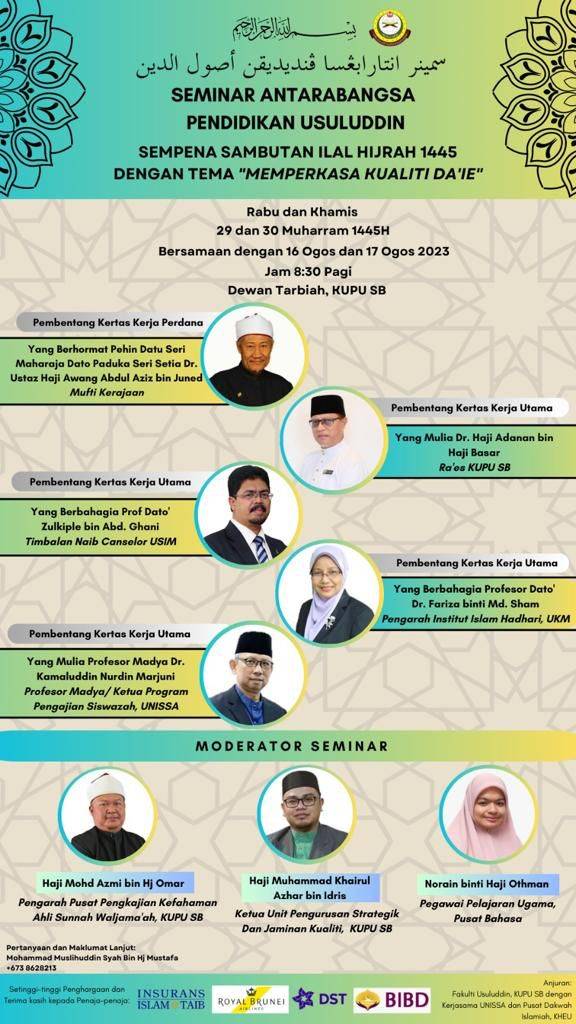 بسم الله الرحمن الرحيم
سمينر انتارابڠسا ڤنديديقن أصول الدين
SEMINAR ANTARABANGSA
PENDIDIKAN USULUDDIN
SEMPENA SAMBUTAN ILAL HIJRAH 1445
DENGAN TEMA "MEMPERKASA KUALITI DA'IE"
Rabu dan Khamis
29 dan 30 Muharram 1445H
Bersamaan dengan 16 Ogos dan 17 Ogos 2023
Jam 8:30 Pagi
Dewan Tarbiah, KUPU SB
Pembentang Kertas Kerja Perdana
Yang Berhormat Pehin Datu Seri
Maharaja Dato Paduka Seri Setia Dr.
Ustaz Haji Awang Abdul Aziz bin Juned
Mufti Kerajaan
Pembentang Kertas Kerja Utama
Yang Mulia Dr. Haji Adanan bin
Haji Basar
Ra'es KUPU SB
Pembentang Kertas Kerja Utama
Yang Berbahagia Prof Dato'
Zulkiple bin Abd. Ghani
Timbalan Naib Canselor USIM
Pembentang Kertas Kerja Utama
Yang Berbahagia Profesor Dato'
Dr. Fariza binti Md. Sham
Pengarah Institut Islam Hadhari, UKM
Pembentang Kertas Kerja Utama
Yang Mulia Profesor Madya Dr.
Kamaluddin Nurdin Marjuni
Profesor Madya/ Ketua Program
Pengajian Siswazah, UNISSA
MODERATOR SEMINAR
Haji Mohd Azmi bin Hj Omar
Pengarah Pusat Pengkajian Kefahaman
Ahli Sunnah Waljama'ah, KUPU SB
Haji Muhammad Khairul
Azhar bin Idris
Ketua Unit Pengurusan Strategik
Dan Jaminan Kualiti, KUPU SB
Norain binti Haji Othman
Pegawai Pelajaran Ugama,
Pusat Bahasa
Pertanyaan dan Maklumat Lanjut:
Mohammad Muslihuddin Syah Bin Hj Mustafa
+673 8628213
Setinggi-tinggi Penghargaan dan
Terima kasih kepada Penaja-penaja:
INSURANS
ISLAM TAIB
ROYAL BRUNEI
AIRLINES
DST
BIBD
Anjuran:
Fakulti Usuluddin, KUPU SB dengan
Kerjasama UNISSA dan Pusat Dakwah
Islamiah, KHEU